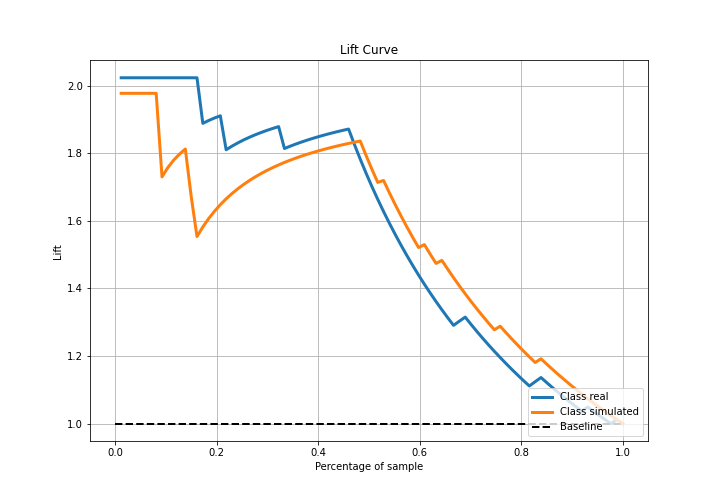 Lift Curve
2.0
1.8
1.6
1.4
1.2
1.0
Lift
0.0 0.2 0.4 0.6 0.8 1.0
Percentage of sample
Class real
Class simulated
Baseline